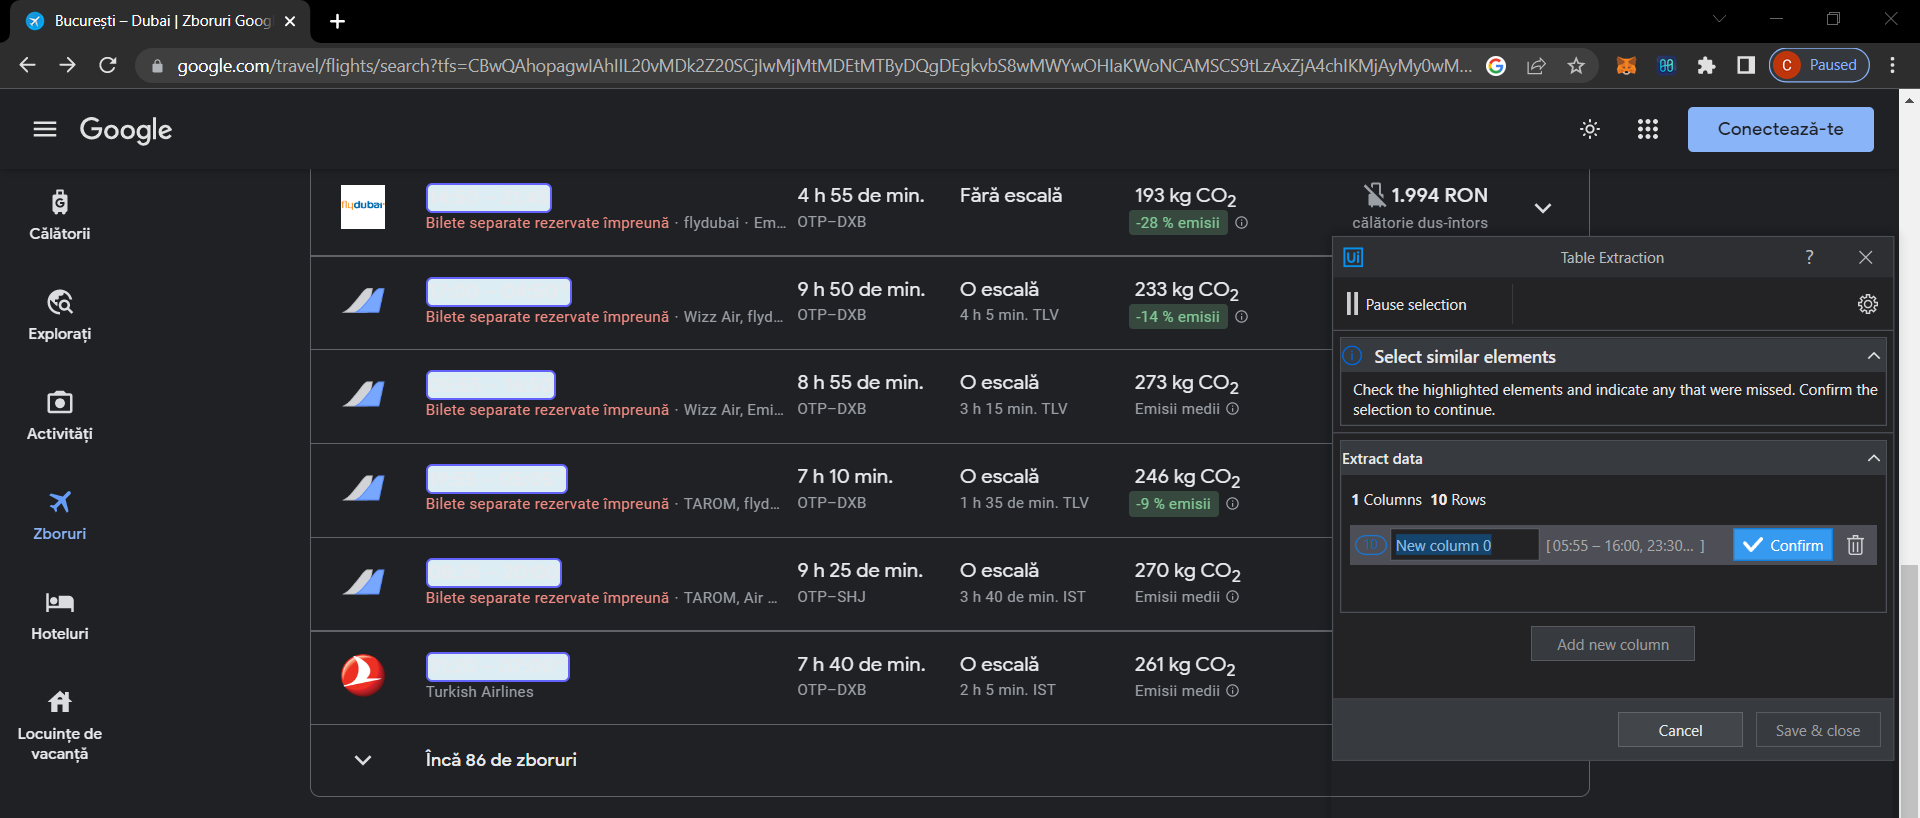 București – Dubai | Zboruri Goog
google.com/travel/flights/search?tfs=CBwQAhopagwIAhIIL20vMDk2Z20SCjIwMjMtMDEtMTByDQgDEgkvbS8wMWYwOHIaKWoNCAMSCS9tLzAxZjA4chIKMjAyMy0wM...
C Paused
Google
Conectează-te
Călătorii
Explorați
Activități
Zboruri
Hoteluri
Locuințe de
vacanță
flydubai
4 h 55 de min. Fără escală 193 kg CO2 1.994 RON
Bilete separate rezervate împreună · flydubai · Em... OTP–DXB -28 % emisii călătorie dus-întors
9 h 50 de min. O escală 233 kg CO2
Bilete separate rezervate împreună · Wizz Air, flyd... OTP–DXB 4 h 5 min. TLV -14 % emisii
8 h 55 de min. O escală 273 kg CO2
Bilete separate rezervate împreună · Wizz Air, Emi... OTP–DXB 3 h 15 min. TLV Emisii medii
7 h 10 min. O escală 246 kg CO2
Bilete separate rezervate împreună · TAROM, flyd... OTP–DXB 1 h 35 de min. TLV -9 % emisii
9 h 25 de min. O escală 270 kg CO2
Bilete separate rezervate împreună · TAROM, Air ... OTP–SHJ 3 h 40 de min. IST Emisii medii
7 h 40 de min. O escală 261 kg CO2
Turkish Airlines OTP–DXB 2 h 5 min. IST Emisii medii
Încă 86 de zboruri
Ui Table Extraction ?
Pause selection
Select similar elements
Check the highlighted elements and indicate any that were missed. Confirm the
selection to continue.
Extract data
1 Columns 10 Rows
10 New column 0 [ 05:55 – 16:00, 23:30... ] Confirm
Add new column
Cancel Save & close